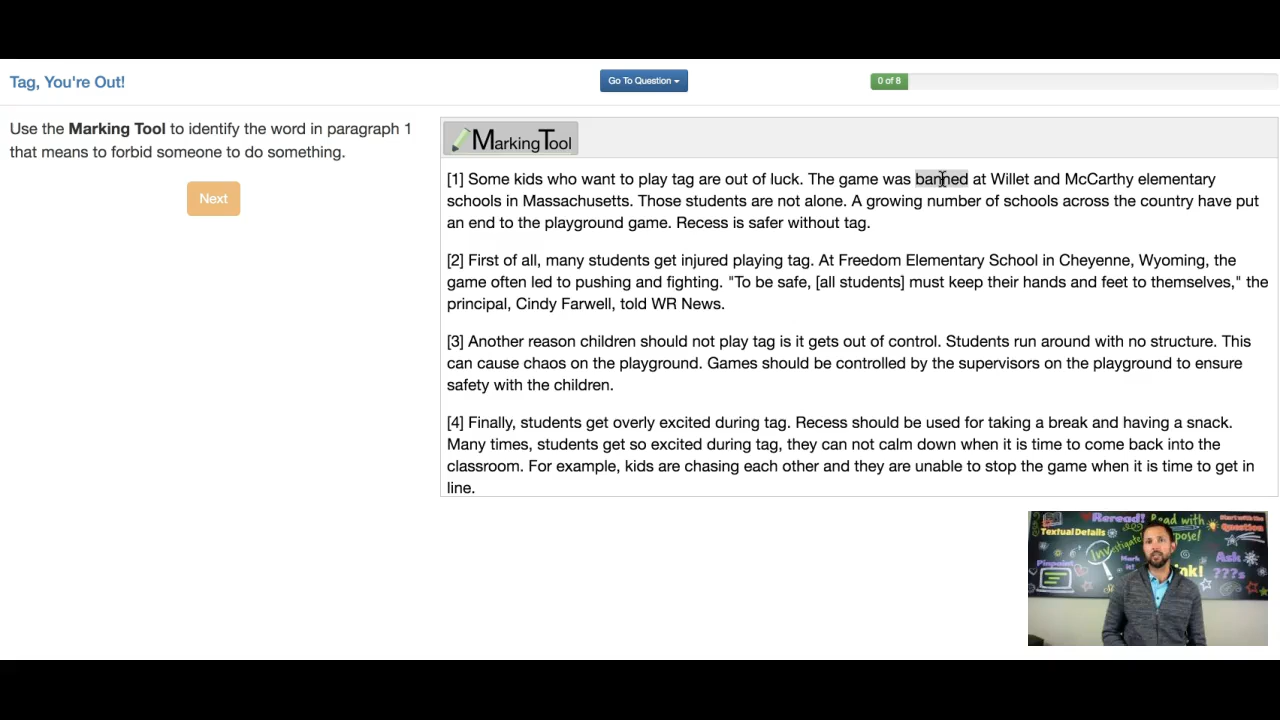 Tag, You're Out!
Go To Question
0 of 8
Use the Marking Tool to identify the word in paragraph 1
that means to forbid someone to do something.
Next
MarkingTool
[1] Some kids who want to play tag are out of luck. The game was banned at Willet and McCarthy elementary
schools in Massachusetts. Those students are not alone. A growing number of schools across the country have put
an end to the playground game. Recess is safer without tag.
[2] First of all, many students get injured playing tag. At Freedom Elementary School in Cheyenne, Wyoming, the
game often led to pushing and fighting. "To be safe, [all students] must keep their hands and feet to themselves," the
principal, Cindy Farwell, told WR News.
[3] Another reason children should not play tag is it gets out of control. Students run around with no structure. This
can cause chaos on the playground. Games should be controlled by the supervisors on the playground to ensure
safety with the children.
[4] Finally, students get overly excited during tag. Recess should be used for taking a break and having a snack.
Many times, students get so excited during tag, they can not calm down when it is time to come back into the
classroom. For example, kids are chasing each other and they are unable to stop the game when it is time to get in
line.
Reread!
Read with
Start with the
Question
Textual Details
Investigate!
Mark
it?
Ask
???s
Pinpoint